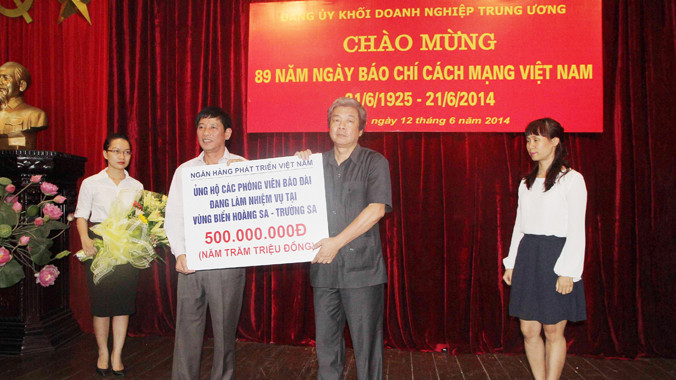 ĐẢNG ỦY KHỐI DOANH NGHIỆP TRUNG ƯƠNG
CHÀO MỪNG
89 NĂM NGÀY BÁO CHÍ CÁCH MẠNG VIỆT NAM
21/6/1925 - 21/6/2014
ngày 12 tháng 6 năm 2014
NGÂN HÀNG PHÁT TRIỂN VIỆT NAM
ỦNG HỘ CÁC PHÓNG VIÊN BÁO ĐÀI
ĐANG LÀM NHIỆM VỤ TẠI
VÙNG BIỂN HOÀNG SA - TRƯỜNG SA
500.000.000Đ
(NĂM TRĂM TRIỆU ĐỒNG)